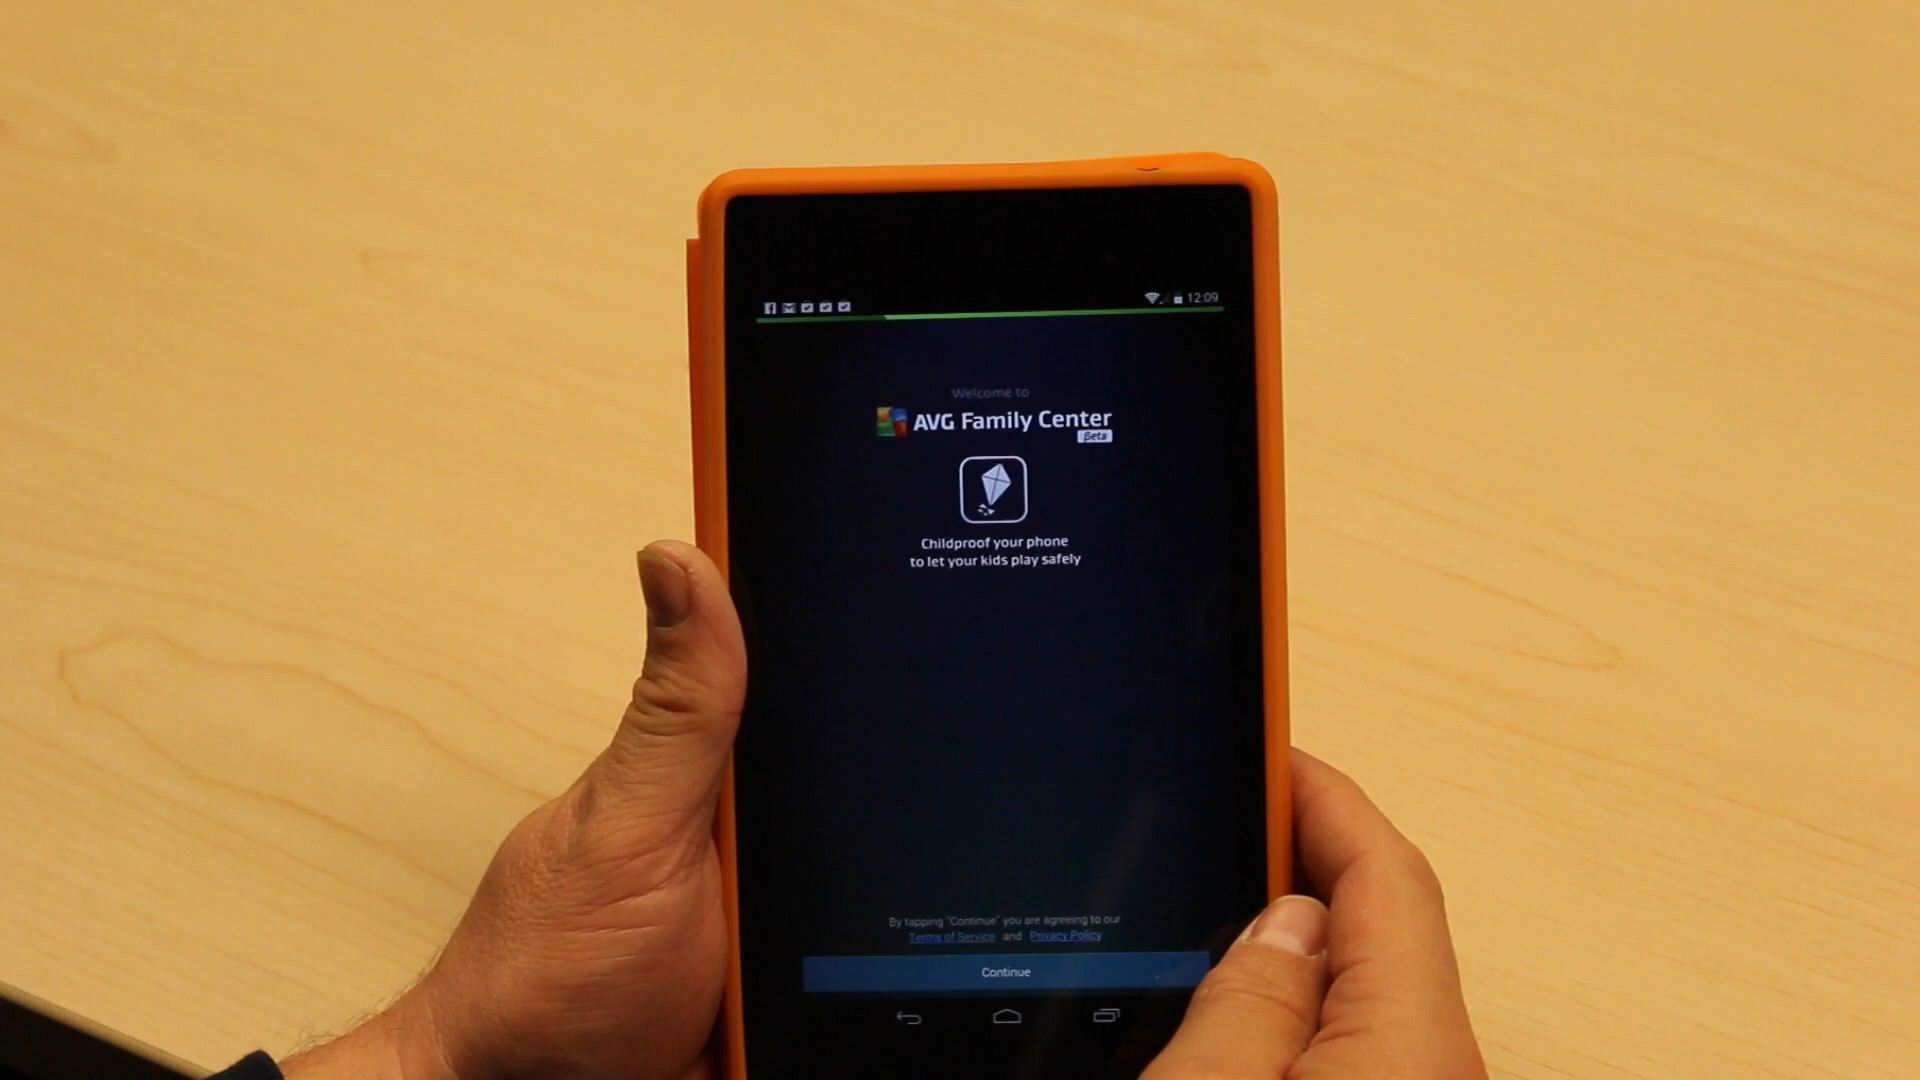 12:09
Welcome to
AVG Family Center
Beta
Childproof your phone
to let your kids play safely
By tapping "Continue" you are agreeing to our
Terms of Service and Privacy Policy
Continue